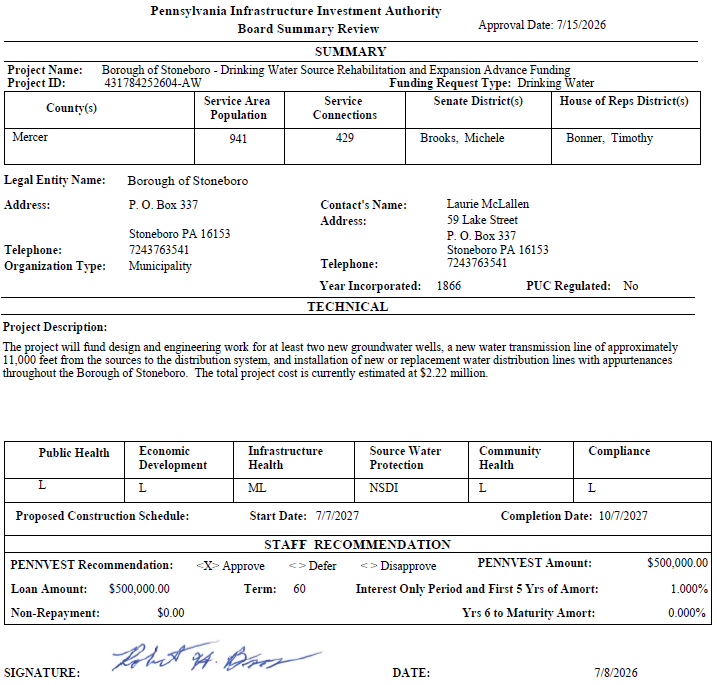 Pennsylvania Infrastructure Investment Authority
Board Summary Review
Approval Date: 7/15/2026
SUMMARY
Project Name: Borough of Stoneboro - Drinking Water Source Rehabilitation and Expansion Advance Funding
Project ID: 431784252604-AW Funding Request Type: Drinking Water
County(s) Service Area Population Service Connections Senate District(s) House of Reps District(s)
Mercer 941 429 Brooks, Michele Bonner, Timothy
Legal Entity Name: Borough of Stoneboro
Address: P. O. Box 337 Contact's Name: Laurie McLallen
Address: 59 Lake Street
P. O. Box 337
Stoneboro PA 16153 Stoneboro PA 16153
Telephone: 7243763541
Organization Type: Municipality Telephone: 7243763541
Year Incorporated: 1866 PUC Regulated: No
TECHNICAL
Project Description:
The project will fund design and engineering work for at least two new groundwater wells, a new water transmission line of approximately
11,000 feet from the sources to the distribution system, and installation of new or replacement water distribution lines with appurtenances
throughout the Borough of Stoneboro. The total project cost is currently estimated at $2.22 million.
Public Health Economic Development Infrastructure Health Source Water Protection Community Health Compliance
L L ML NSDI L L
Proposed Construction Schedule: Start Date: 7/7/2027 Completion Date: 10/7/2027
STAFF RECOMMENDATION
PENNVEST Recommendation: <X> Approve < > Defer < > Disapprove PENNVEST Amount: $500,000.00
Loan Amount: $500,000.00 Term: 60 Interest Only Period and First 5 Yrs of Amort: 1.000%
Non-Repayment: $0.00 Yrs 6 to Maturity Amort: 0.000%
SIGNATURE: Robert H. DATE: 7/8/2026